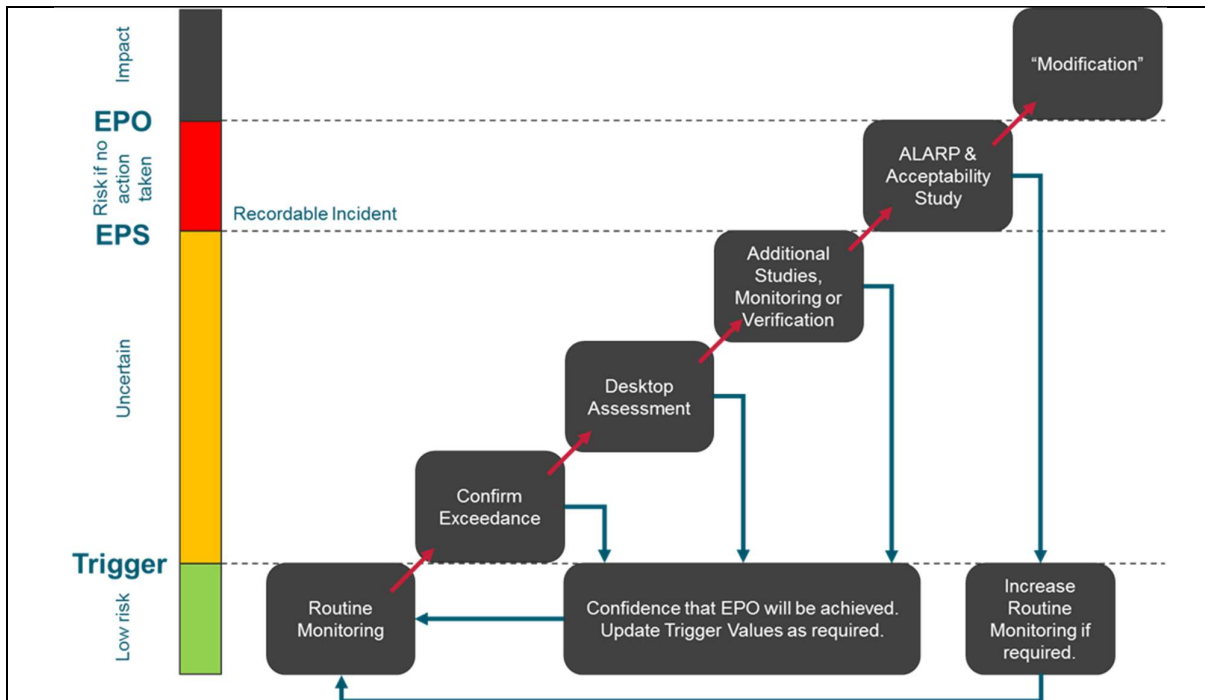 Impact
"Modification"
EPO
Risk if no
action
taken
ALARP &
Acceptability
Study
Recordable Incident
EPS
Additional
Studies,
Monitoring or
Verification
Uncertain
Desktop
Assessment
Confirm
Exceedance
Trigger
Low risk
Routine
Monitoring
Confidence that EPO will be achieved.
Update Trigger Values as required.
Increase
Routine
Monitoring if
required.